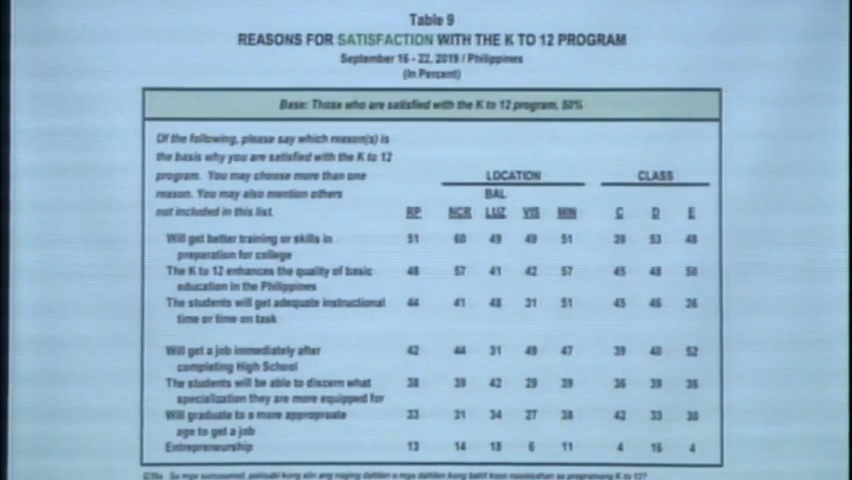 Table 9
REASONS FOR SATISFACTION WITH THE K TO 12 PROGRAM
September 16 - 22, 2019 / Philippines
(In Percent)
Base: Those who are satisfied with the K to 12 program, 50%
Of the following, please say which reason(s) is
the basis why you are satisfied with the K to 12
program. You may choose more than one LOCATION CLASS
reason. You may also mention others BAL
not included in this list. RP NCR LUZ VIS MIN C D E
Will get better training or skills in 51 60 49 49 51 39 53 48
preparation for college
The K to 12 enhances the quality of basic 48 57 41 42 57 45 48 50
education in the Philippines
The students will get adequate instructional 44 41 48 31 51 45 46 36
time or time on task
Will get a job immediately after 42 44 31 49 47 39 40 52
completing High School
The students will be able to discern what 38 39 42 29 39 36 39 36
specialization they are more equipped for
Will graduate to a more appropraate 33 31 34 27 38 42 33 30
age to get a job
Entrepreneurship 13 14 6 11 4 16 4